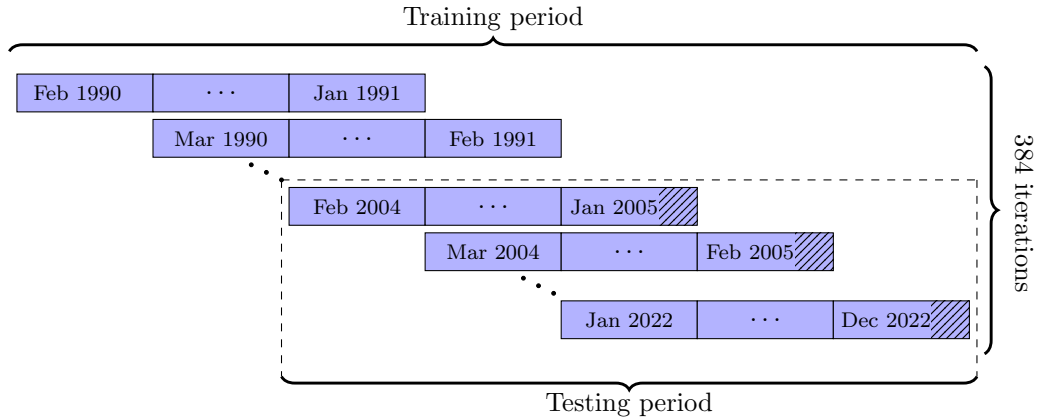 Training period
Feb 1990 ··· Jan 1991
Mar 1990 ··· Feb 1991
Feb 2004 ··· Jan 2005
Mar 2004 ··· Feb 2005
Jan 2022 ··· Dec 2022
384 iterations
Testing period